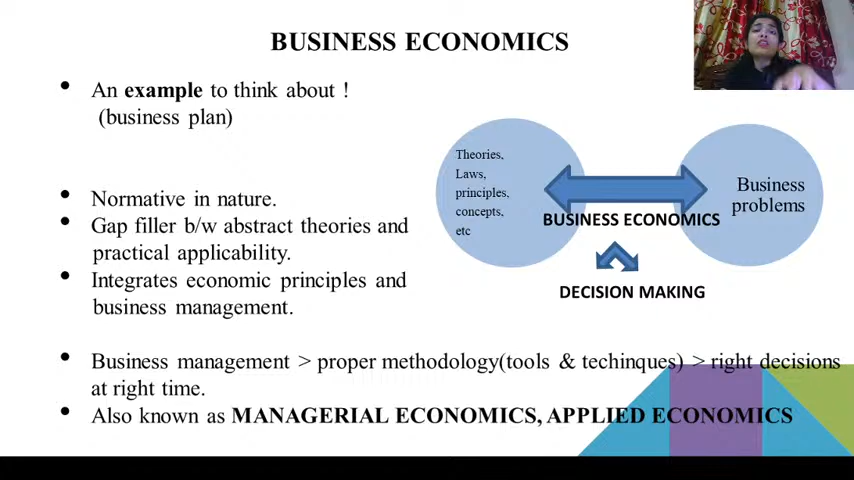 BUSINESS ECONOMICS
• An example to think about !
(business plan)
• Normative in nature.
• Gap filler b/w abstract theories and
practical applicability.
• Integrates economic principles and
business management.
Theories,
Laws,
principles,
concepts,
etc
Business
problems
BUSINESS ECONOMICS
DECISION MAKING
• Business management > proper methodology(tools & techinques) > right decisions
at right time.
• Also known as MANAGERIAL ECONOMICS, APPLIED ECONOMICS